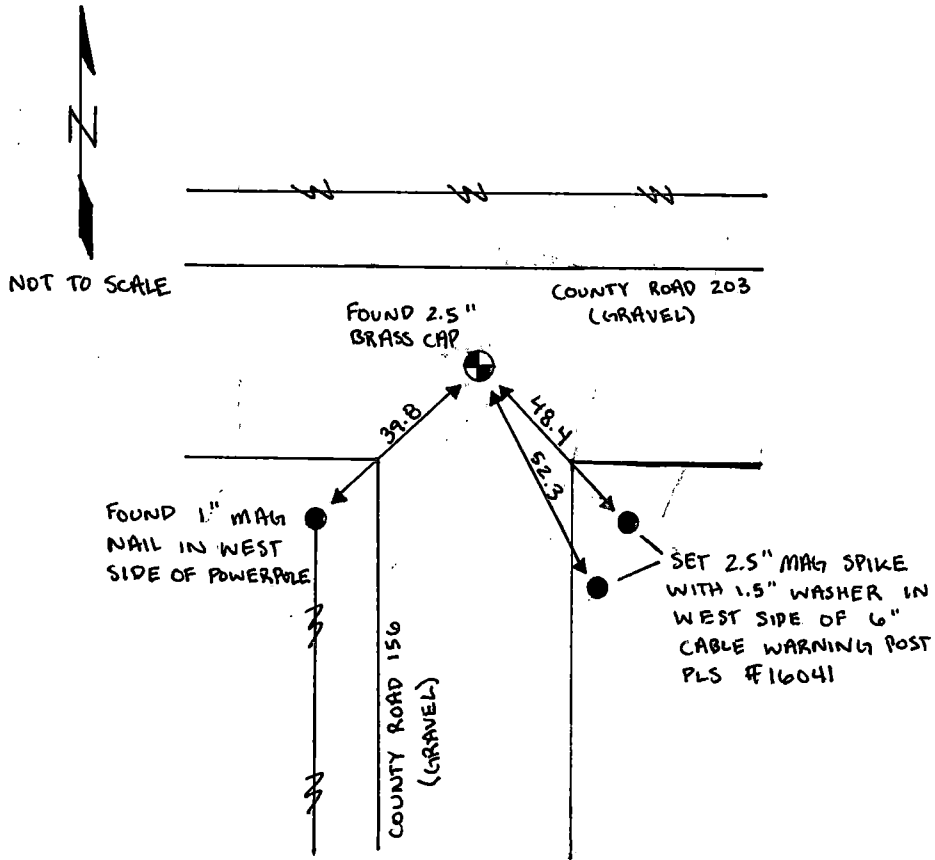 N
NOT TO SCALE
COUNTY ROAD 203
(GRAVEL)
FOUND 2.5"
BRASS CAP
39.8
48.4
52.3
FOUND 1" MAG
NAIL IN WEST
SIDE OF POWERPOLE
SET 2.5" MAG SPIKE
WITH 1.5" WASHER IN
WEST SIDE OF 6"
CABLE WARNING POST
PLS #16041
COUNTY ROAD 156
(GRAVEL)